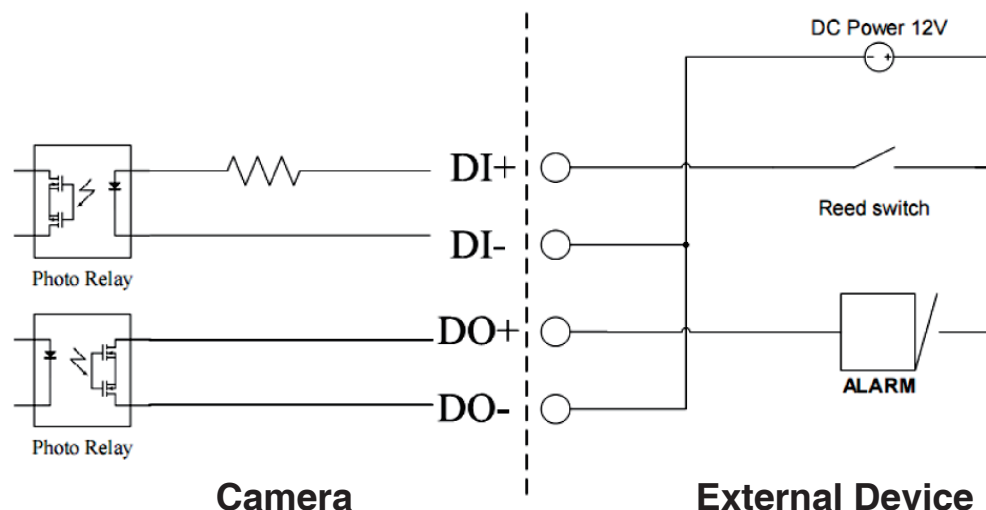 DC Power 12V
- +
DI+
Reed switch
DI-
Photo Relay
DO+
ALARM
DO-
Photo Relay
Camera
External Device